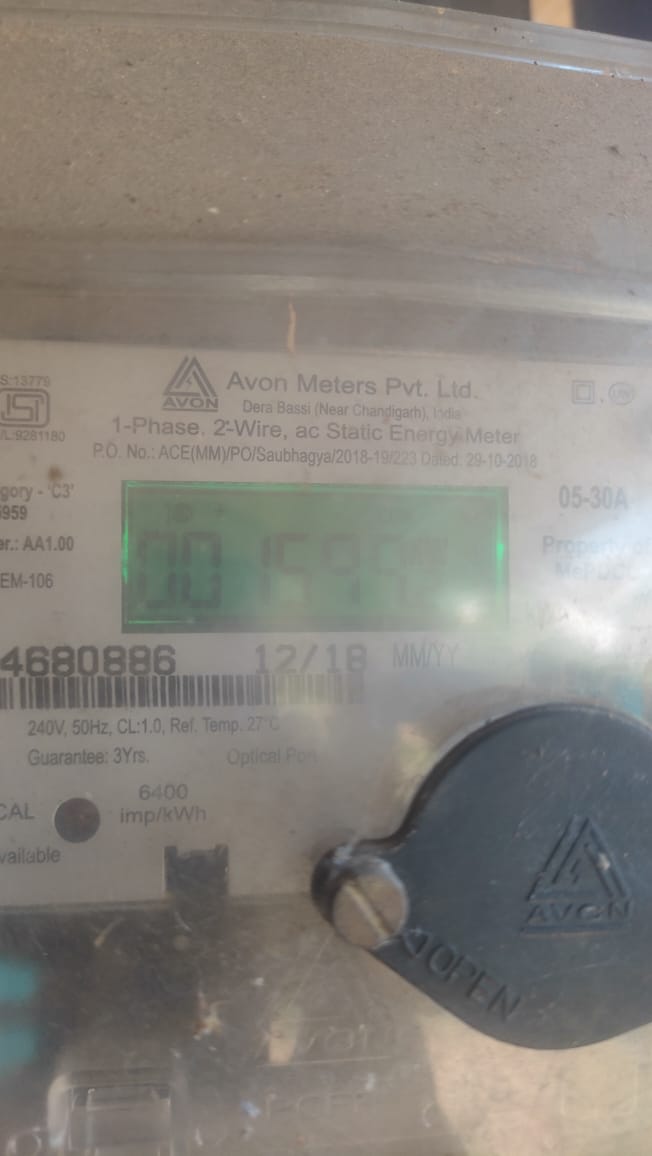 S:13779
/L:9281180
AVON
Avon Meters Pvt. Ltd.
Dera Bassi (Near Chandigarh), India
1-Phase, 2-Wire, ac Static Energy Meter
P.O. No.: ACE(MM)/PO/Saubhagya/2018-19/223 Dated: 29-10-2018
gory - 'C3'
5959
er.: AA1.00
EM-106
05-30A
Property of
4680886
12/18 MM/YY
240V, 50Hz, CL:1.0, Ref. Temp. 27°C
Guarantee: 3Yrs.
Optical Port
CAL
6400
imp/kWh
vailable
AVON
OPEN